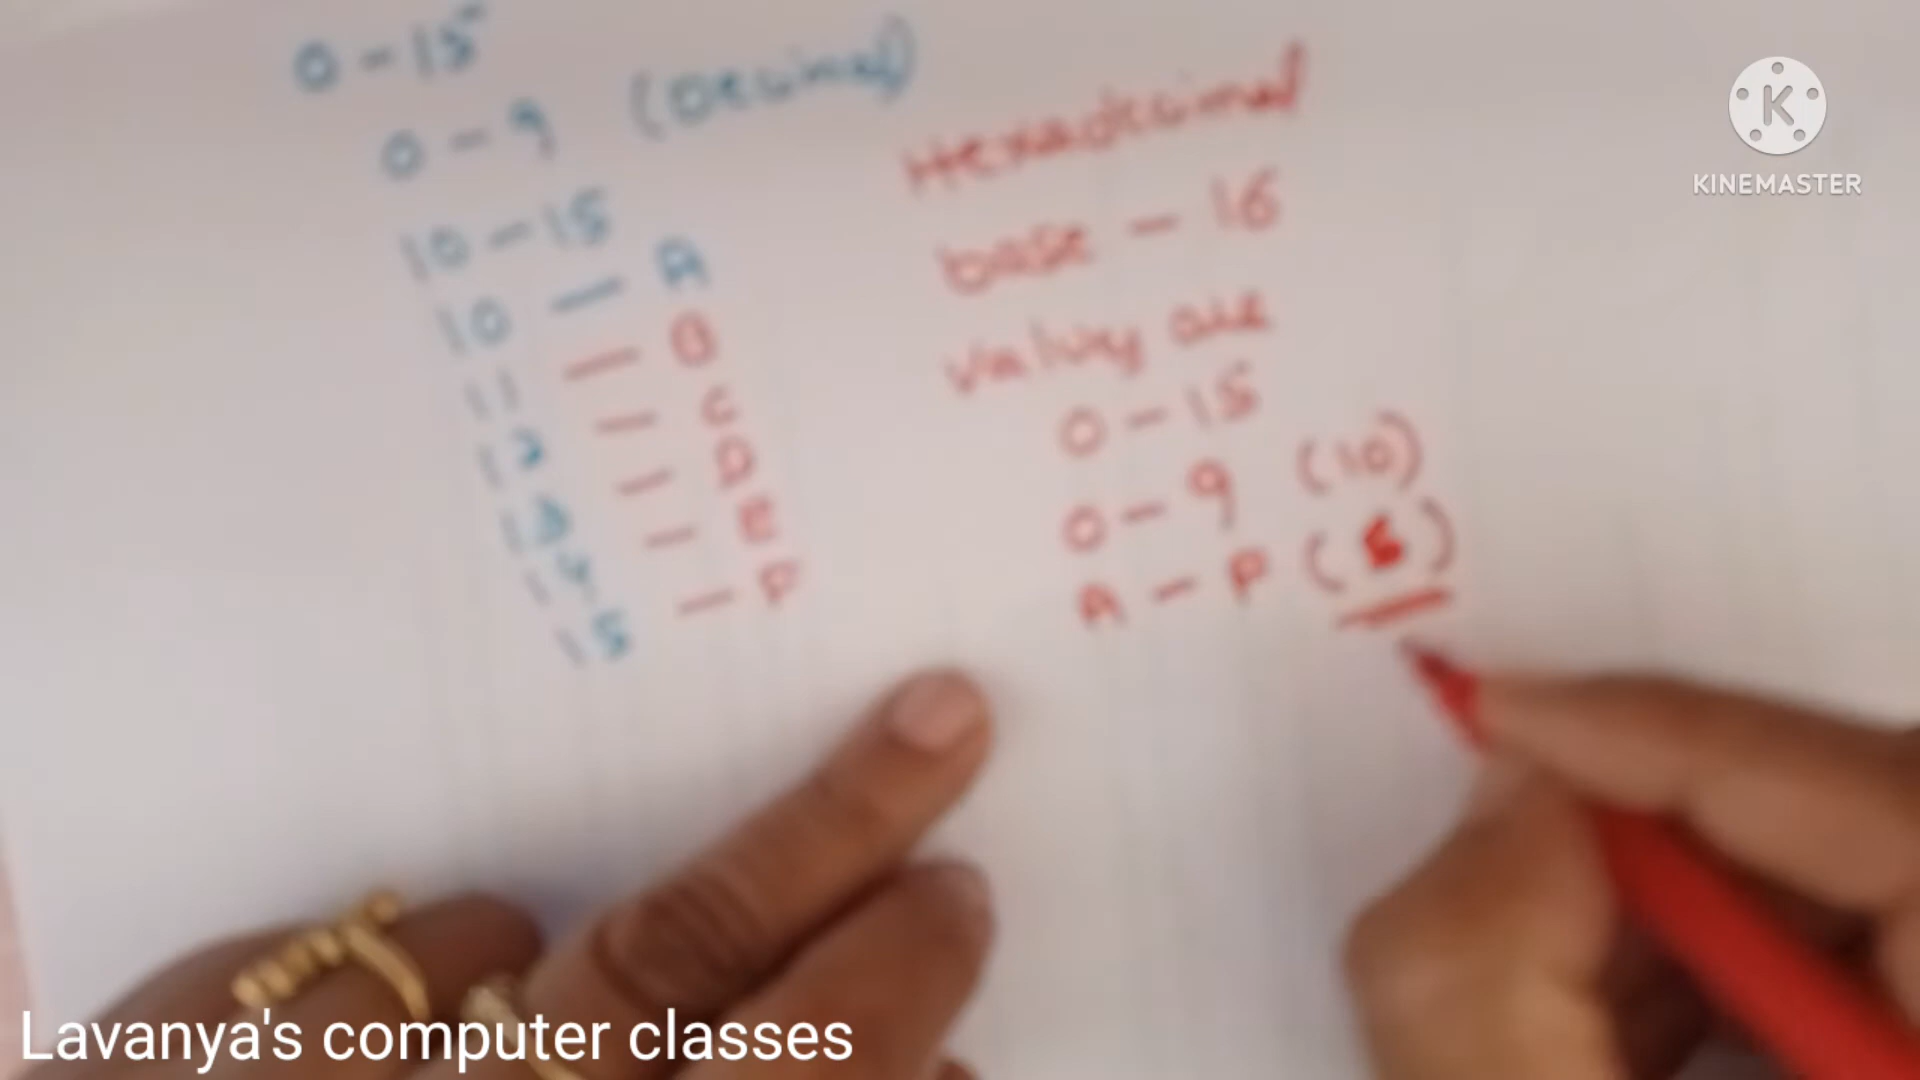 0 - 15
0 - 9 (Decimal)
10 - 15
10 — A
11 — B
12 — C
13 — D
14 — E
15 — F
Hexadecimal
base - 16
Values are
0 - 15
0 - 9 (10)
A - F (6)
KINEMASTER
Lavanya's computer classes